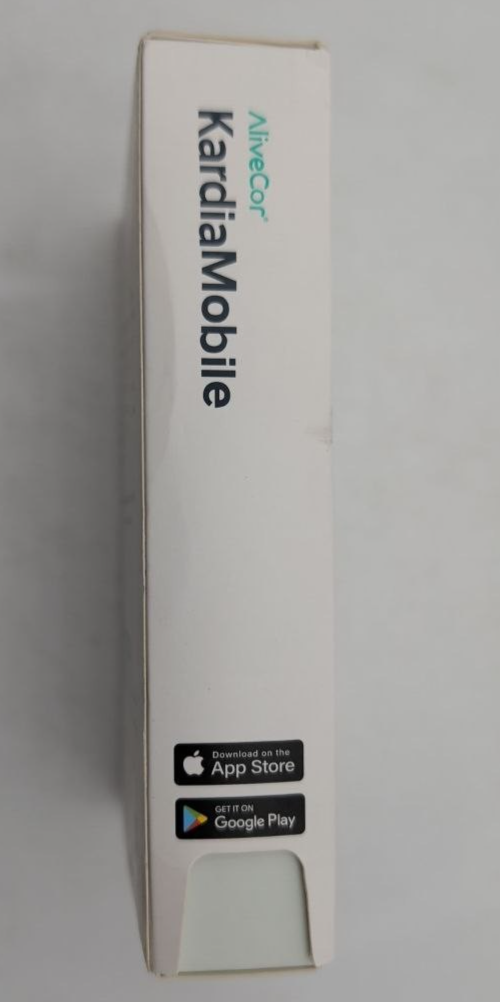 AliveCor®
KardiaMobile
Download on the
App Store
GET IT ON
Google Play